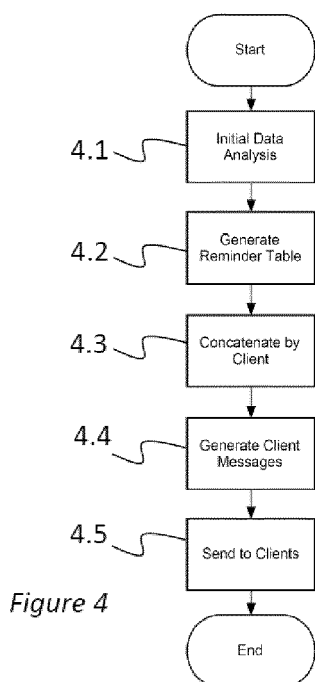 Start
4.1
Initial Data
Analysis
4.2
Generate
Reminder Table
4.3
Concatenate by
Client
4.4
Generate Client
Messages
4.5
Send to Clients
Figure 4
End